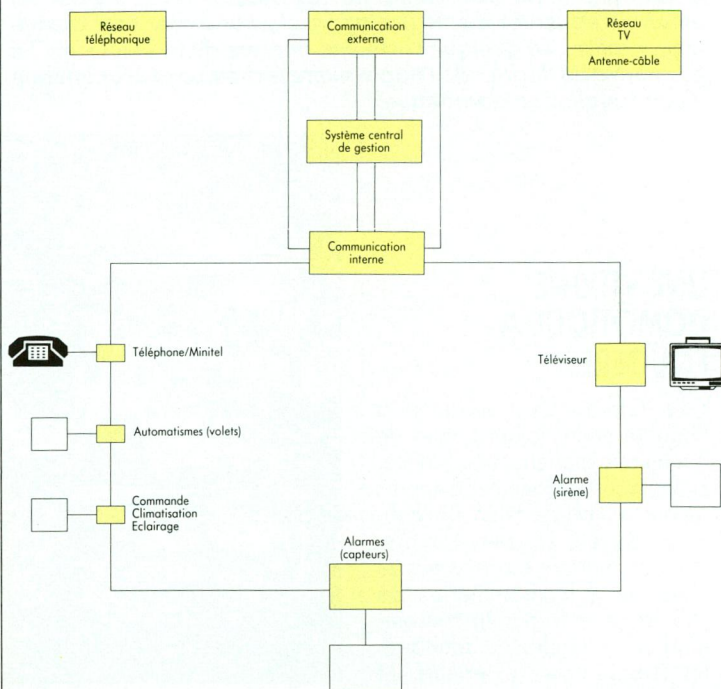 Réseau
téléphonique
Communication
externe
Réseau
TV
Antenne-câble
Système central
de gestion
Communication
interne
Téléphone/Minitel
Téléviseur
Automatismes (volets)
Alarme
(sirène)
Commande
Climatisation
Eclairage
Alarmes
(capteurs)